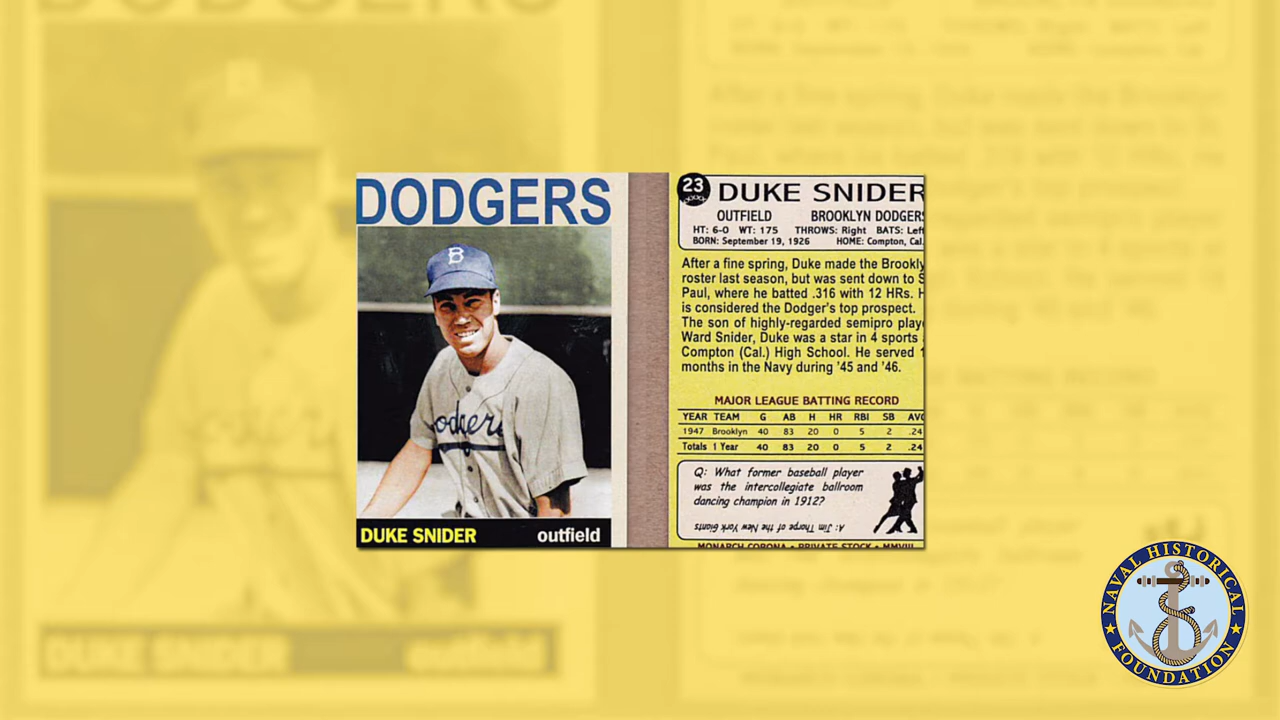 DODGERS
DUKE SNIDER
outfield
23
DUKE SNIDER
OUTFIELD BROOKLYN DODGERS
HT: 6-0 WT: 175 THROWS: Right BATS: Left
BORN: September 19, 1926 HOME: Compton, Cal.
After a fine spring, Duke made the Brookly
roster last season, but was sent down to S
Paul, where he batted .316 with 12 HRs. H
is considered the Dodger's top prospect.
The son of highly-regarded semipro playe
Ward Snider, Duke was a star in 4 sports
Compton (Cal.) High School. He served 1
months in the Navy during '45 and '46.
MAJOR LEAGUE BATTING RECORD
YEAR TEAM G AB H HR RBI SB AVG
1947 Brooklyn 40 83 20 0 5 2 .24
Totals 1 Year 40 83 20 0 5 2 .24
Q: What former baseball player
was the intercollegiate ballroom
dancing champion in 1912?
A: Jim Thorpe of the New York Giants
MONARCH CORONA • PRIVATE STOCK • MMVIII
Dodgers
B
NAVAL HISTORICAL
FOUNDATION